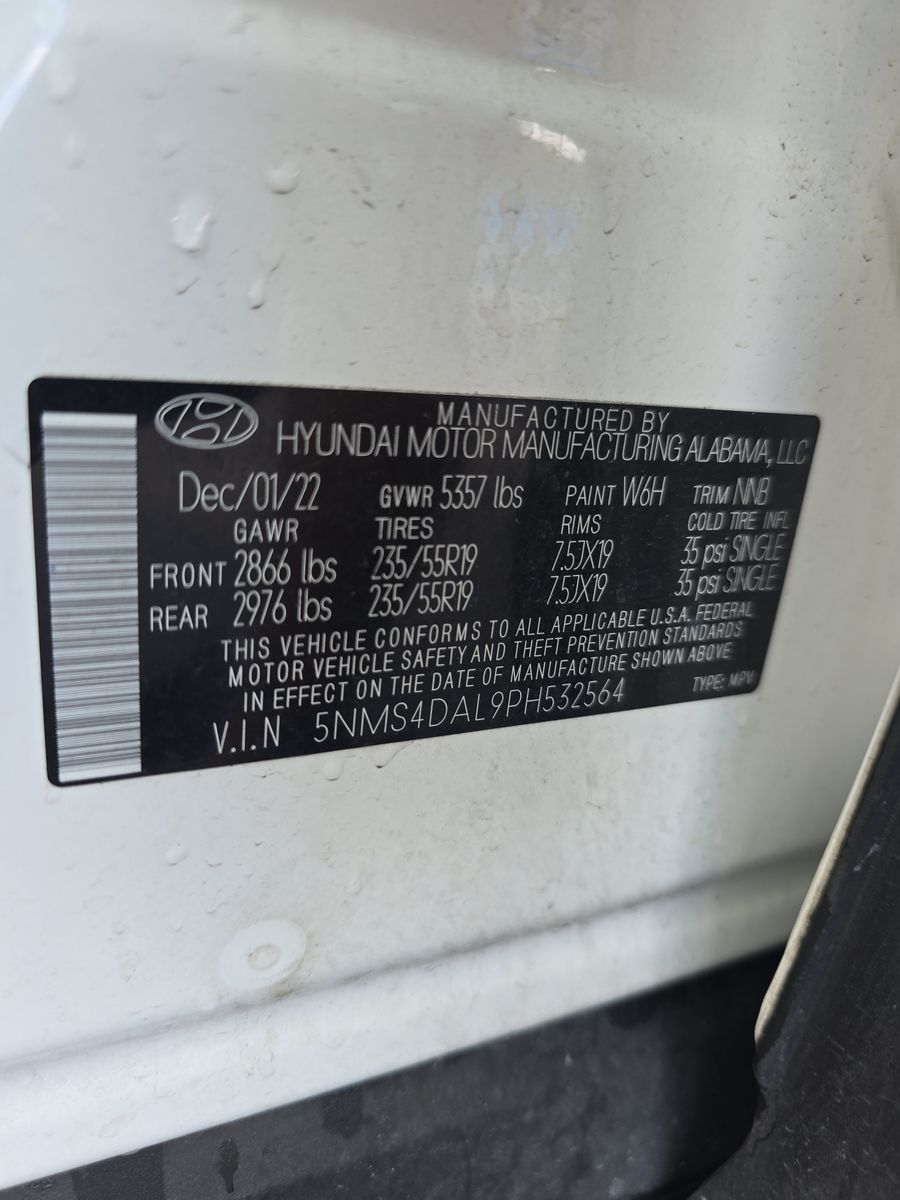 MANUFACTURED BY
HYUNDAI MOTOR MANUFACTURING ALABAMA, LLC
Dec/01/22 GVWR 5357 lbs PAINT W6H TRIM NNB
GAWR TIRES RIMS COLD TIRE INFL
FRONT 2866 lbs 235/55R19 7.5JX19 35 psi SINGLE
REAR 2976 lbs 235/55R19 7.5JX19 35 psi SINGLE
THIS VEHICLE CONFORMS TO ALL APPLICABLE U.S.A. FEDERAL
MOTOR VEHICLE SAFETY AND THEFT PREVENTION STANDARDS
IN EFFECT ON THE DATE OF MANUFACTURE SHOWN ABOVE
V.I.N 5NMS4DAL9PH532564 TYPE: MPV